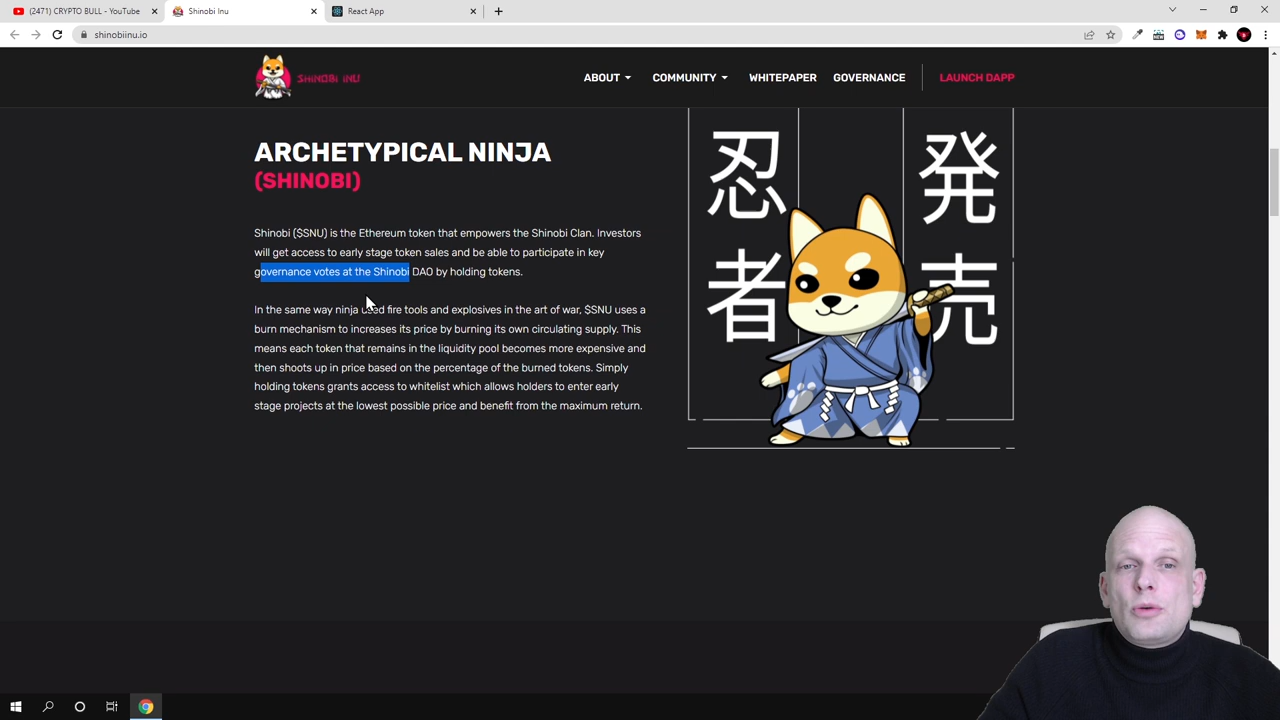 (2471) CRYPTO BULL - YouTube
Shinobi Inu
React App
shinobiinu.io
SHINOBI INU
ABOUT
COMMUNITY
WHITEPAPER
GOVERNANCE
LAUNCH DAPP
ARCHETYPICAL NINJA
(SHINOBI)
Shinobi ($SNU) is the Ethereum token that empowers the Shinobi Clan. Investors
will get access to early stage token sales and be able to participate in key
governance votes at the Shinobi DAO by holding tokens.
In the same way ninja used fire tools and explosives in the art of war, $SNU uses a
burn mechanism to increases its price by burning its own circulating supply. This
means each token that remains in the liquidity pool becomes more expensive and
then shoots up in price based on the percentage of the burned tokens. Simply
holding tokens grants access to whitelist which allows holders to enter early
stage projects at the lowest possible price and benefit from the maximum return.
忍者
発売